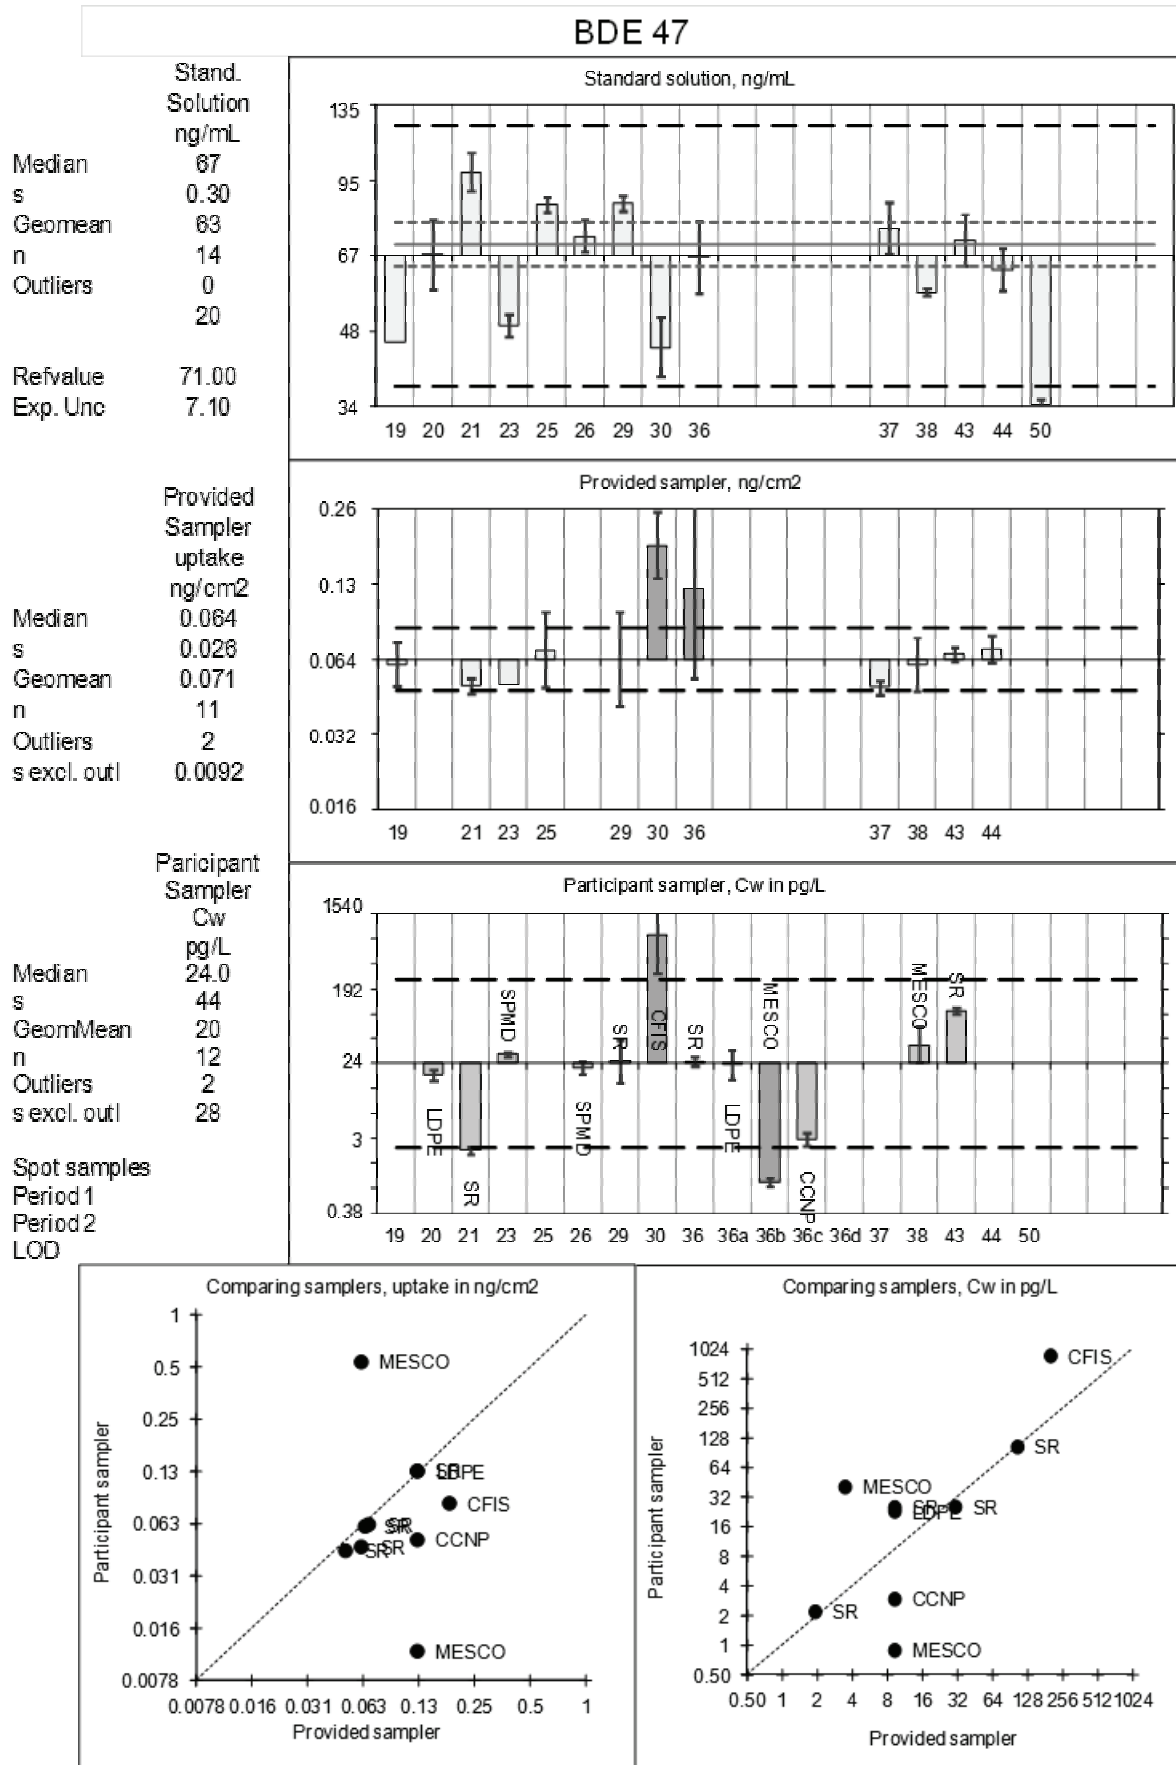 BDE 47
Stand.
Solution
ng/mL
Median 67
s 0.30
Geomean 63
n 14
Outliers 0
20
Refvalue 71.00
Exp. Unc 7.10
Standard solution, ng/mL
135
95
67
48
34
19 20 21 23 25 26 29 30 36 37 38 43 44 50
Provided
Sampler
uptake
ng/cm2
Median 0.064
s 0.026
Geomean 0.071
n 11
Outliers 2
s excl. outl 0.0092
Provided sampler, ng/cm2
0.26
0.13
0.064
0.032
0.016
19 21 23 25 29 30 36 37 38 43 44
Paricipant
Sampler
Cw
pg/L
Median 24.0
s 44
GeomMean 20
n 12
Outliers 2
s excl. outl 28
Spot samples
Period 1
Period 2
LOD
Participant sampler, Cw in pg/L
1540
192
24
3
0.38
LDPE
SR
SPMD
SPMD
SR
CFIS
SR
LDPE
MESCO
CCNP
MESCO
SR
19 20 21 23 25 26 29 30 36 36a 36b 36c 36d 37 38 43 44 50
Comparing samplers, uptake in ng/cm2
Participant sampler
1
0.5
0.25
0.13
0.063
0.031
0.016
0.0078
MESCO
SR
LDPE
CFIS
SR
SR
CCNP
SR
SR
MESCO
0.0078 0.016 0.031 0.063 0.13 0.25 0.5 1
Provided sampler
Comparing samplers, Cw in pg/L
Participant sampler
1024
512
256
128
64
32
16
8
4
2
1
0.50
CFIS
SR
MESCO
SR
LDPE
SR
CCNP
SR
MESCO
0.50 1 2 4 8 16 32 64 128 256 512 1024
Provided sampler